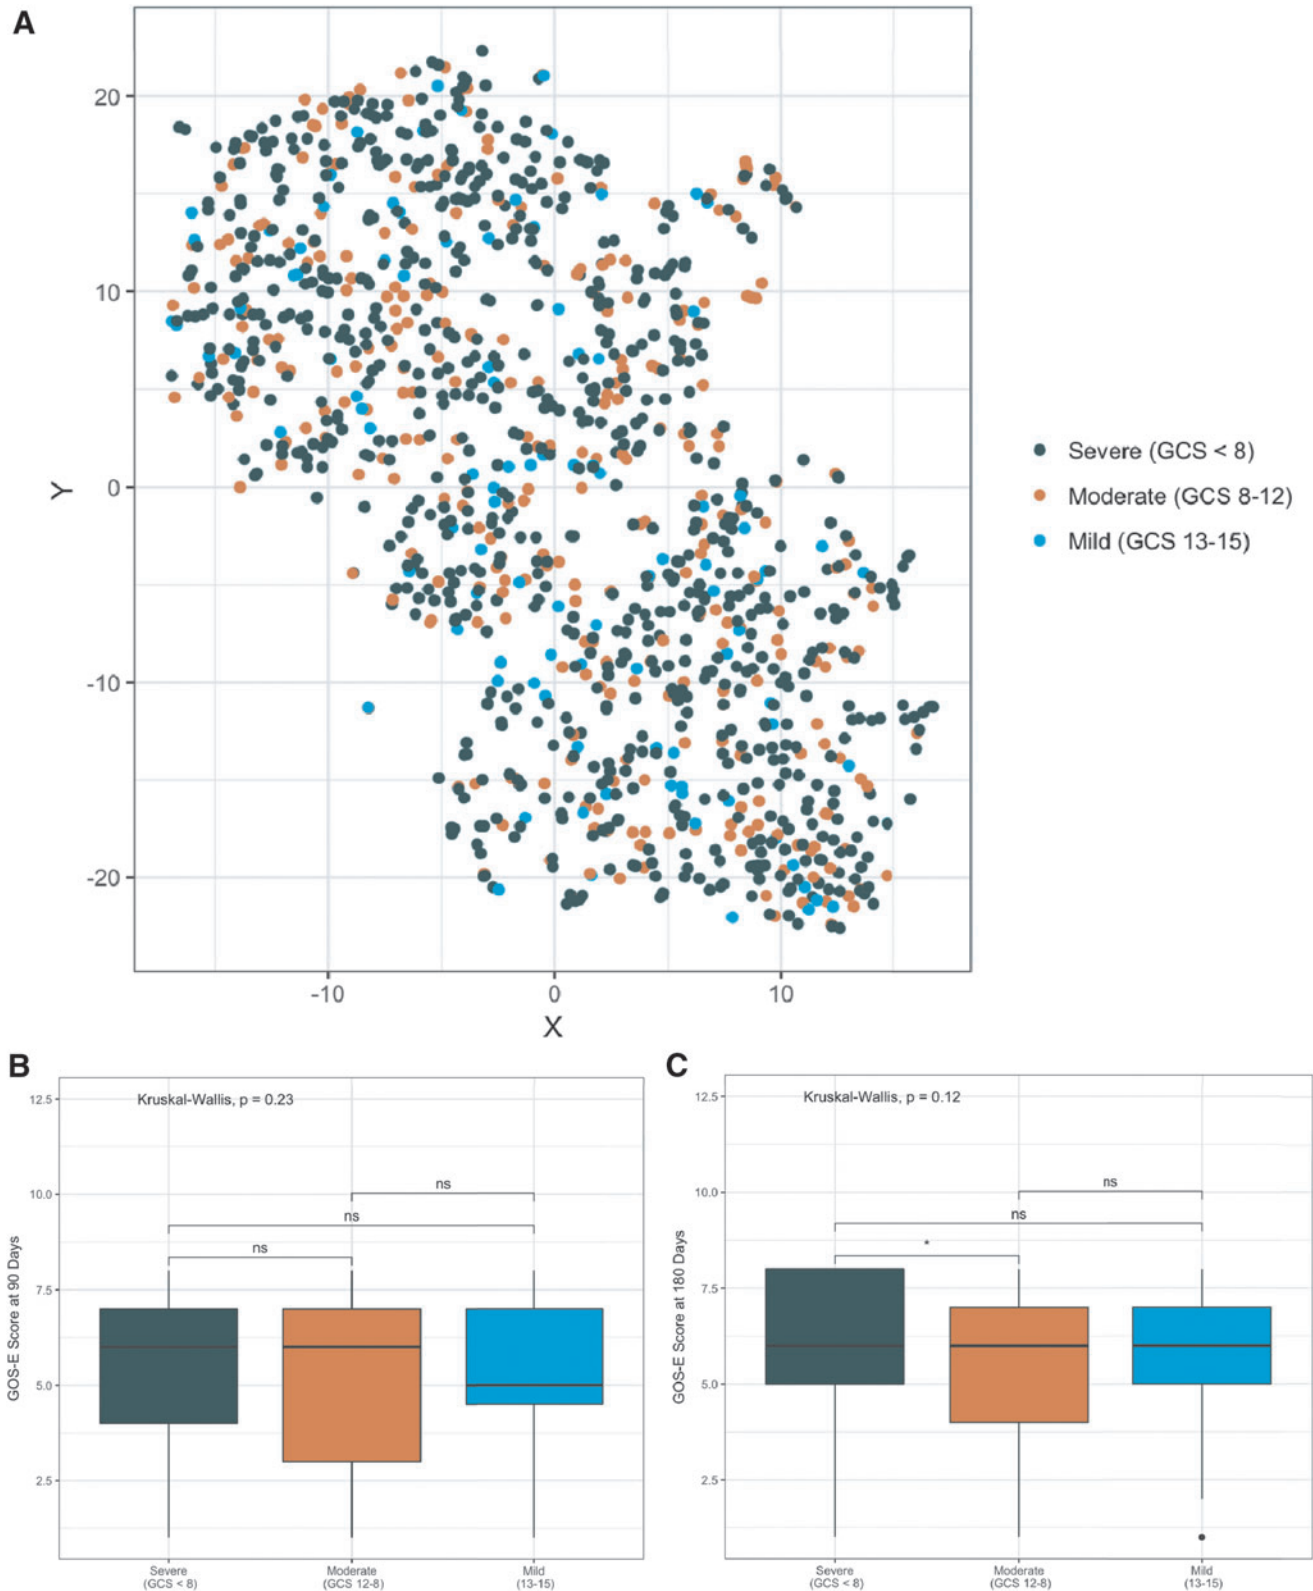 A
20
10
0
-10
-20
Y
-10
0
10
X
Severe (GCS < 8)
Moderate (GCS 8-12)
Mild (GCS 13-15)
B
12.5
10.0
7.5
5.0
2.5
GOS-E Score at 90 Days
Kruskal-Wallis, p = 0.23
ns
ns
ns
Severe
(GCS < 8)
Moderate
(GCS 12-8)
Mild
(13-15)
C
12.5
10.0
7.5
5.0
2.5
GOS-E Score at 180 Days
Kruskal-Wallis, p = 0.12
ns
ns
*
Severe
(GCS < 8)
Moderate
(GCS 12-8)
Mild
(13-15)